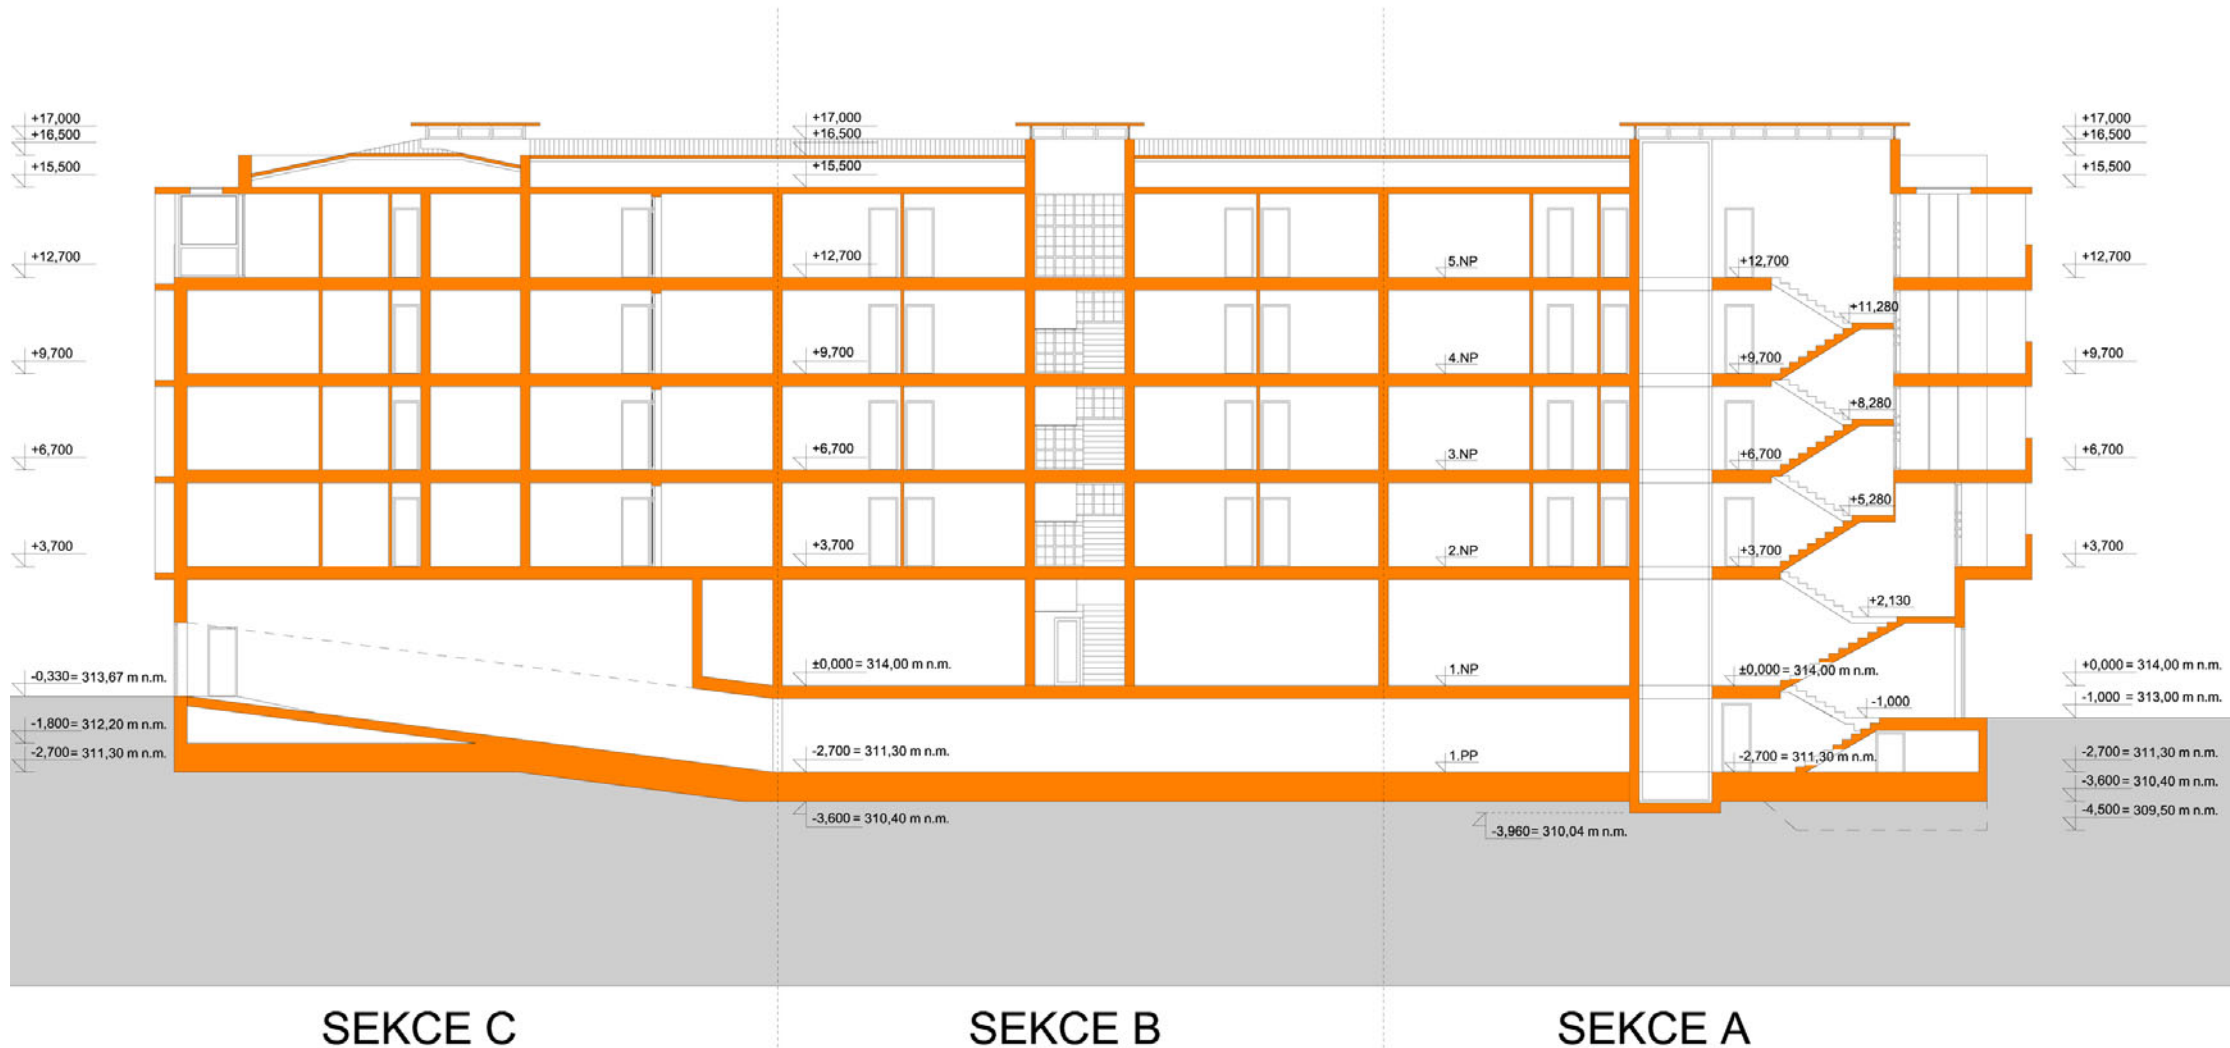 +17,000
+16,500
+15,500
+12,700
+9,700
+6,700
+3,700
-0,330 = 313,67 m n.m.
-1,800 = 312,20 m n.m.
-2,700 = 311,30 m n.m.
+17,000
+16,500
+15,500
+12,700
+9,700
+6,700
+3,700
±0,000 = 314,00 m n.m.
-2,700 = 311,30 m n.m.
-3,600 = 310,40 m n.m.
5.NP
4.NP
3.NP
2.NP
1.NP
1.PP
-3,960 = 310,04 m n.m.
+12,700
+11,280
+9,700
+8,280
+6,700
+5,280
+3,700
+2,130
±0,000 = 314,00 m n.m.
-1,000
-2,700 = 311,30 m n.m.
+17,000
+16,500
+15,500
+12,700
+9,700
+6,700
+3,700
+0,000 = 314,00 m n.m.
-1,000 = 313,00 m n.m.
-2,700 = 311,30 m n.m.
-3,600 = 310,40 m n.m.
-4,500 = 309,50 m n.m.
SEKCE C
SEKCE B
SEKCE A